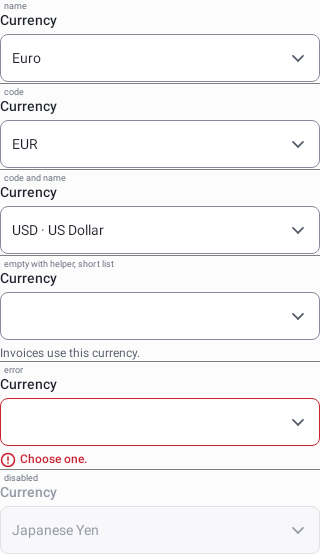 name
Currency
Euro
code
Currency
EUR
code and name
Currency
USD · US Dollar
empty with helper, short list
Currency
Invoices use this currency.
error
Currency
Choose one.
disabled
Currency
Japanese Yen